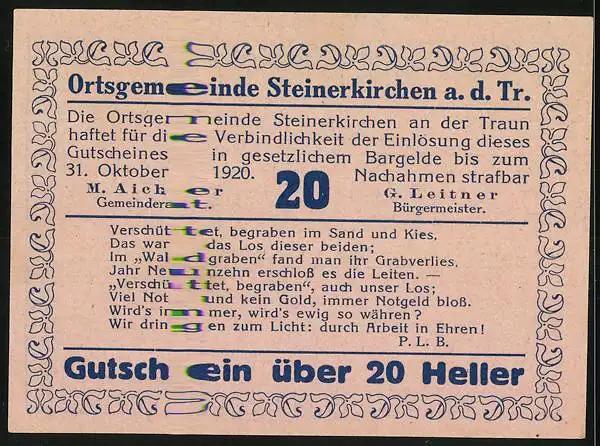 Ortsgemeinde Steinerkirchen a. d. Tr.
Die Ortsgemeinde Steinerkirchen an der Traun
haftet für die Verbindlichkeit der Einlösung dieses
Gutscheines in gesetzlichem Bargelde bis zum
31. Oktober 1920. Nachahmen strafbar
M. Aicher
Gemeinderat.
20
G. Leitner
Bürgermeister.
Verschüttet, begraben im Sand und Kies.
Das war das Los dieser beiden;
Im „Waldgraben“ fand man ihr Grabverlies.
Jahr Neunzehn erschloß es die Leiten. —
„Verschüttet, begraben“, auch unser Los;
Viel Not und kein Gold, immer Notgeld bloß.
Wird's immer, wird's ewig so währen?
Wir dringen zum Licht: durch Arbeit in Ehren!
P. L. B.
Gutschein über 20 Heller